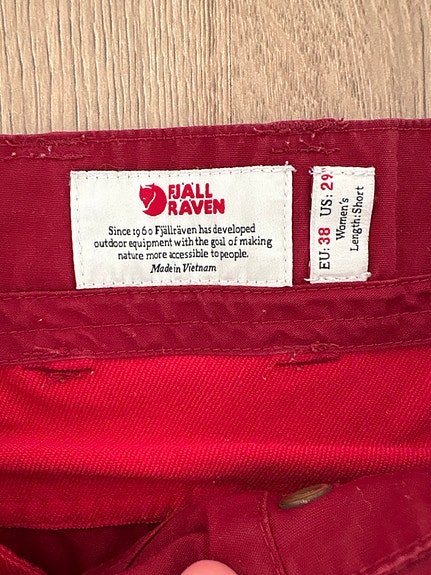 FJÄLL
RÄVEN
Since 1960 Fjällräven has developed
outdoor equipment with the goal of making
nature more accessible to people.
Made in Vietnam
EU: 38 US: 29"
Women's
Length: Short